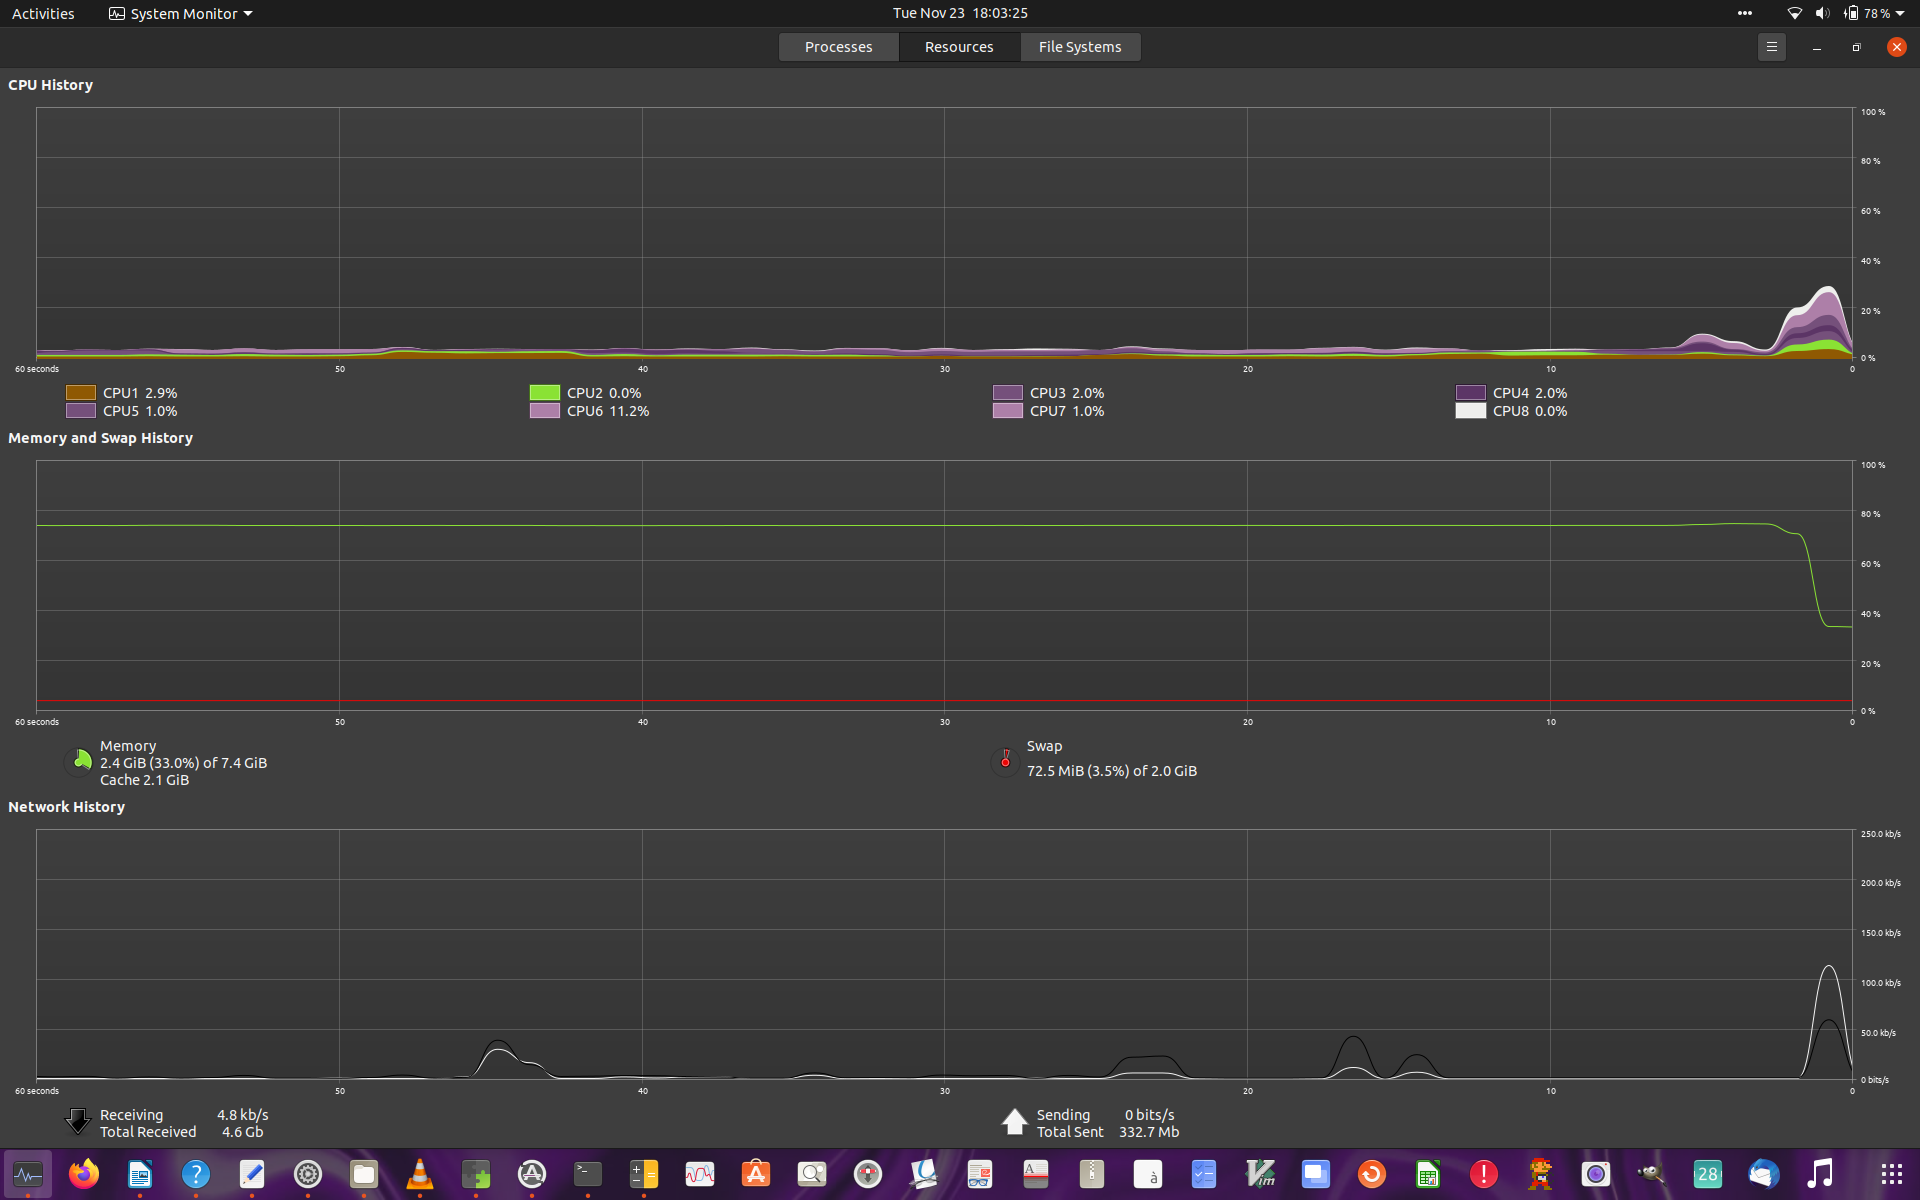 Activities System Monitor Tue Nov 23 18:03:25 78 %
Processes Resources File Systems
CPU History
100 %
80 %
60 %
40 %
20 %
0 %
60 seconds 50 40 30 20 10 0
CPU1 2.9% CPU2 0.0% CPU3 2.0% CPU4 2.0%
CPU5 1.0% CPU6 11.2% CPU7 1.0% CPU8 0.0%
Memory and Swap History
100 %
80 %
60 %
40 %
20 %
0 %
60 seconds 50 40 30 20 10 0
Memory
2.4 GiB (33.0%) of 7.4 GiB
Cache 2.1 GiB
Swap
72.5 MiB (3.5%) of 2.0 GiB
Network History
250.0 kb/s
200.0 kb/s
150.0 kb/s
100.0 kb/s
50.0 kb/s
0 bits/s
60 seconds 50 40 30 20 10 0
Receiving 4.8 kb/s
Total Received 4.6 Gb
Sending 0 bits/s
Total Sent 332.7 Mb
? >_ A à Vim ! 28